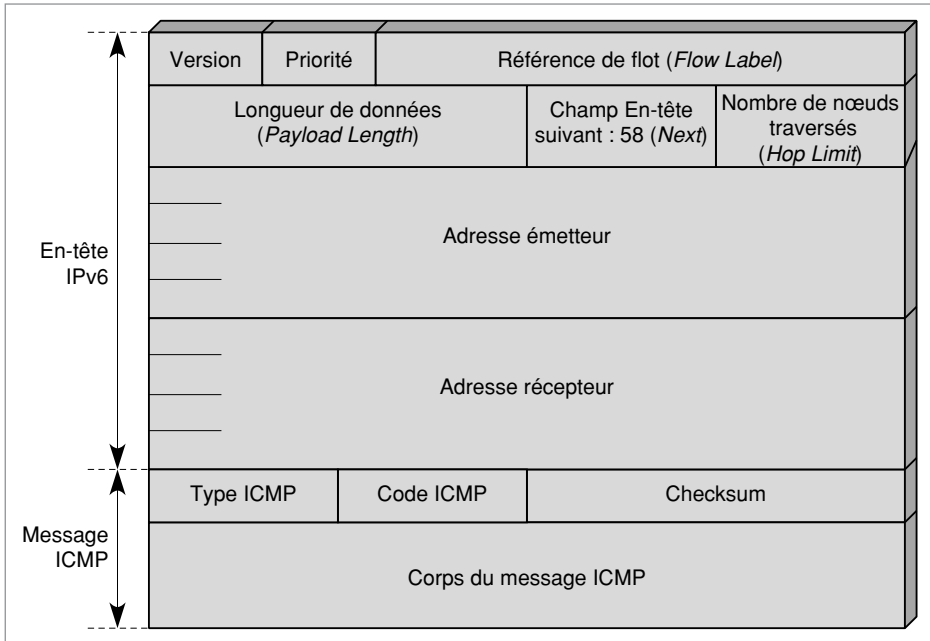 Version
Priorité
Référence de flot (Flow Label)
Longueur de données
(Payload Length)
Champ En-tête
suivant : 58 (Next)
Nombre de nœuds
traversés
(Hop Limit)
En-tête
IPv6
Adresse émetteur
Adresse récepteur
Message
ICMP
Type ICMP
Code ICMP
Checksum
Corps du message ICMP